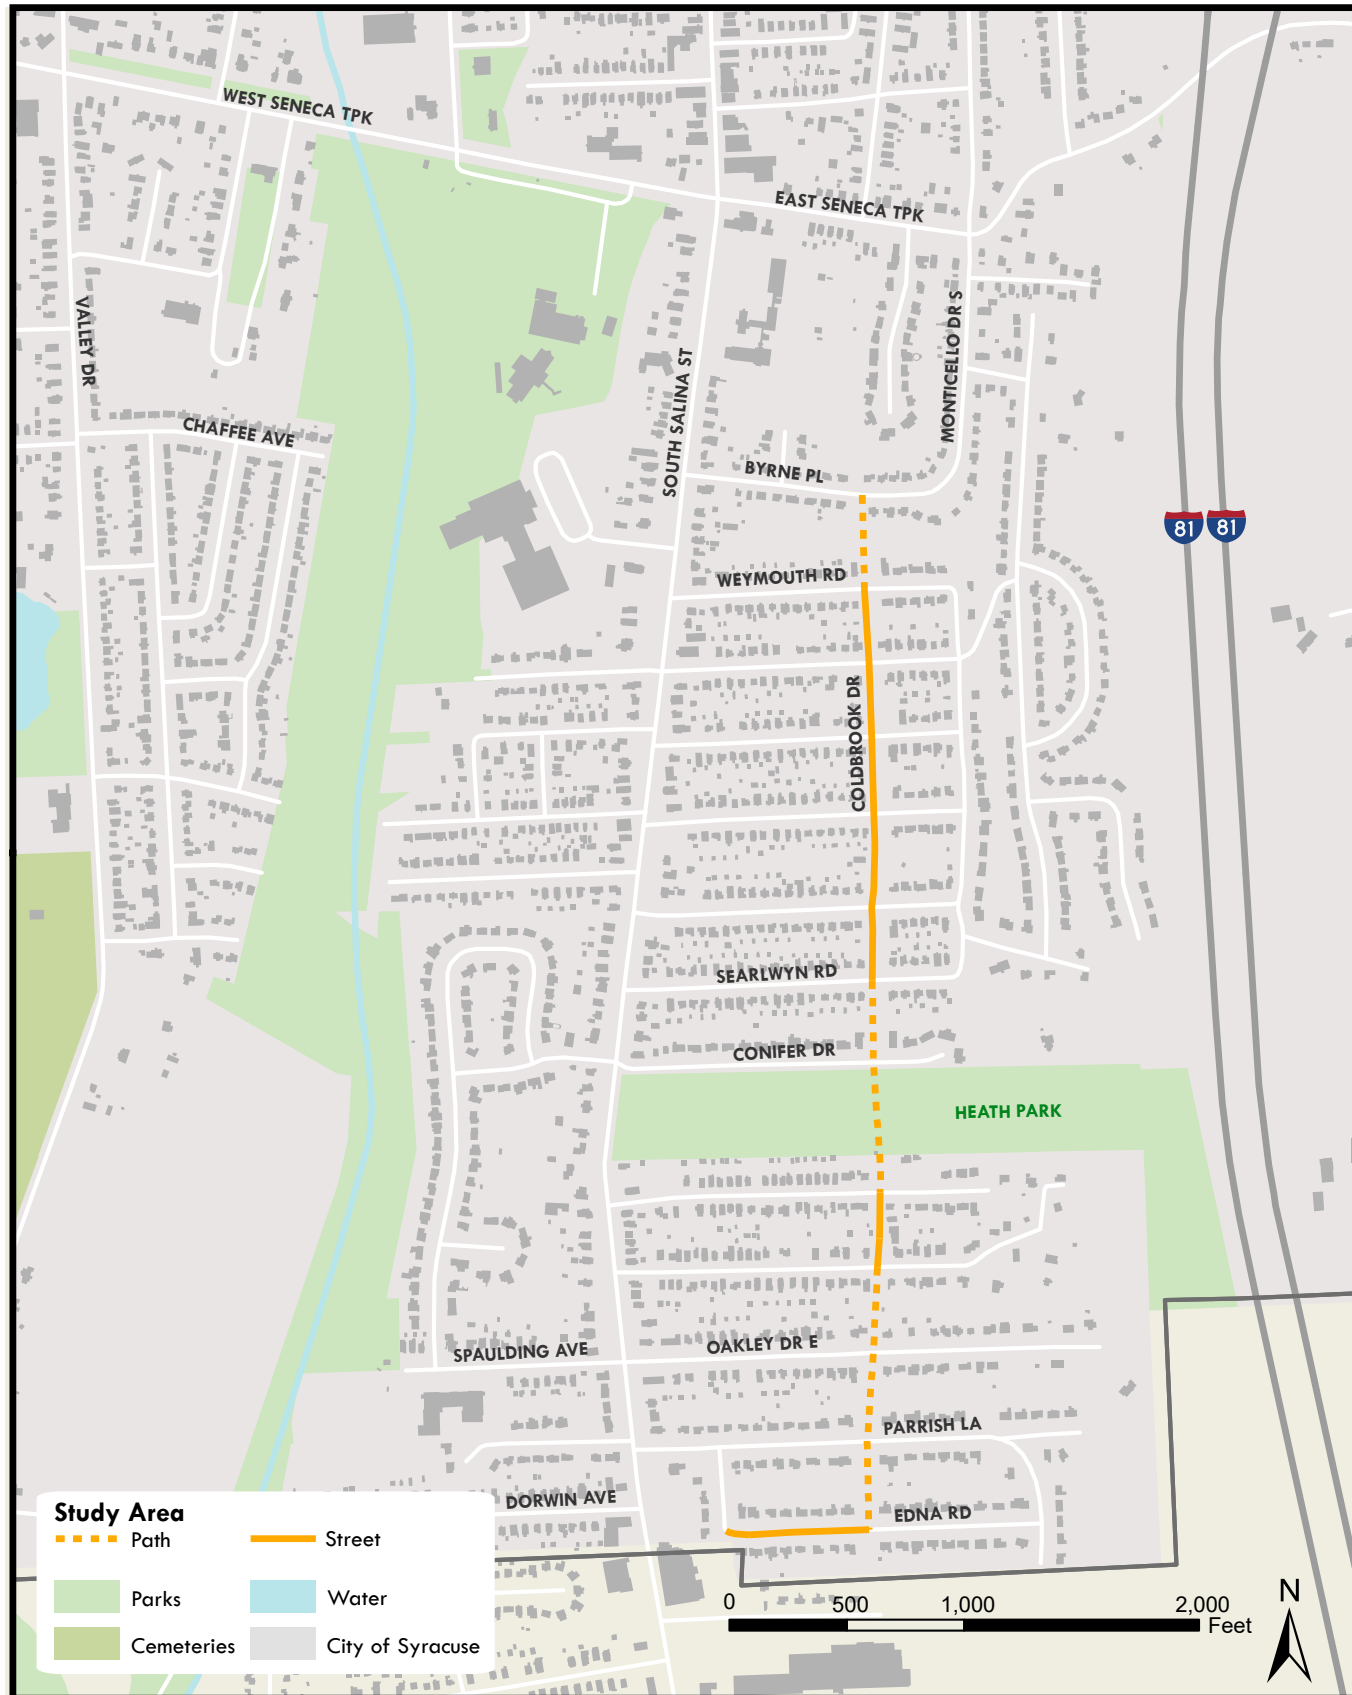 WEST SENECA TPK
EAST SENECA TPK
VALLEY DR
MONTICELLO DR S
SOUTH SALINA ST
CHAFFEE AVE
BYRNE PL
81
81
WEYMOUTH RD
COLDBROOK DR
SEARLWYN RD
CONIFER DR
HEATH PARK
OAKLEY DR E
SPAULDING AVE
PARRISH LA
DORWIN AVE
EDNA RD
Study Area
Path
Street
Parks
Water
Cemeteries
City of Syracuse
0 500 1,000 2,000
Feet
N